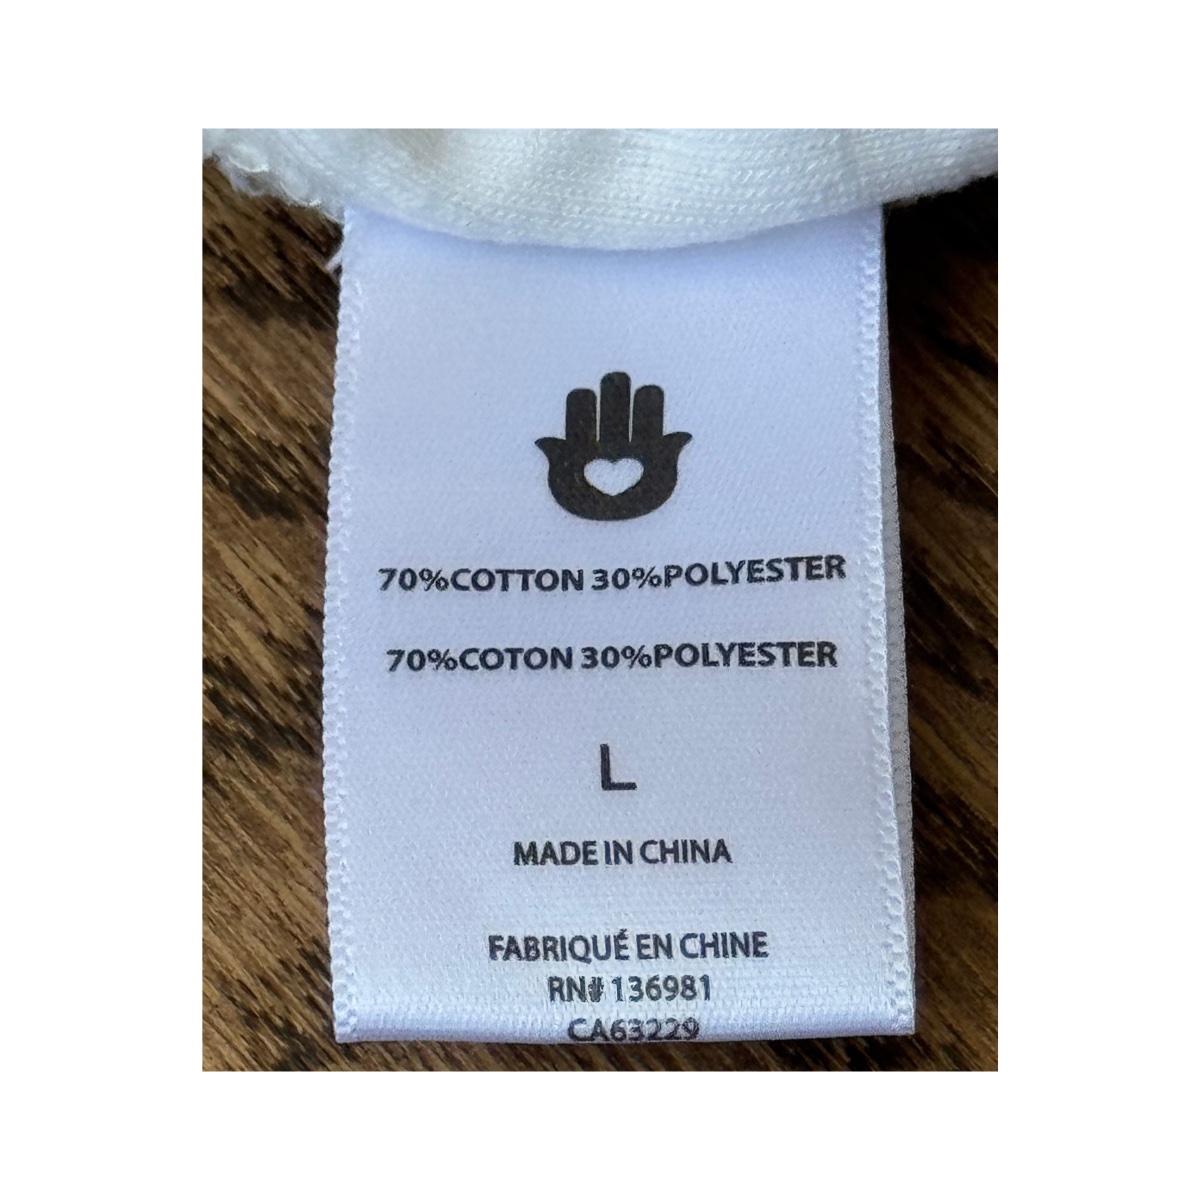 70%COTTON 30%POLYESTER
70%COTON 30%POLYESTER
L
MADE IN CHINA
FABRIQUÉ EN CHINE
RN# 136981
CA63229